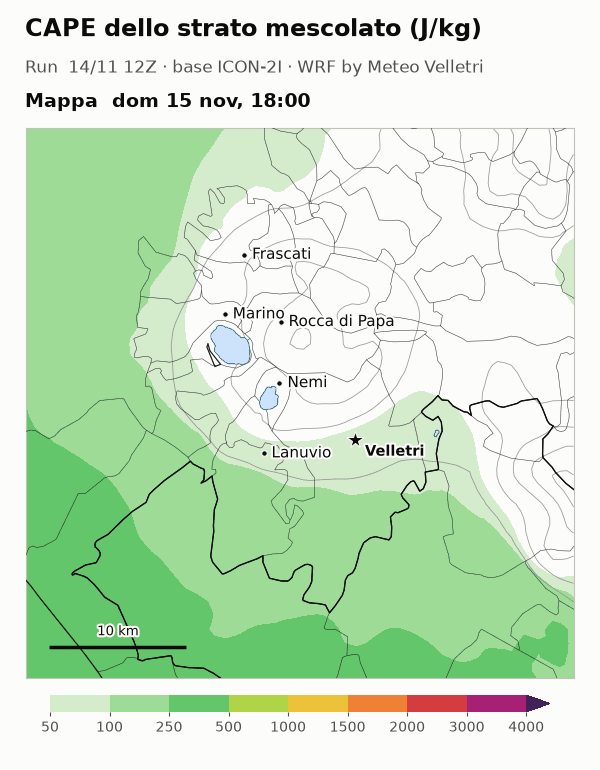 CAPE dello strato mescolato (J/kg)
Run  14/11 12Z · base ICON-2I · WRF by Meteo Velletri
Mappa  dom 15 nov, 18:00
Frascati
Marino
Rocca di Papa
Nemi
Velletri
Lanuvio
10 km
50 100 250 500 1000 1500 2000 3000 4000